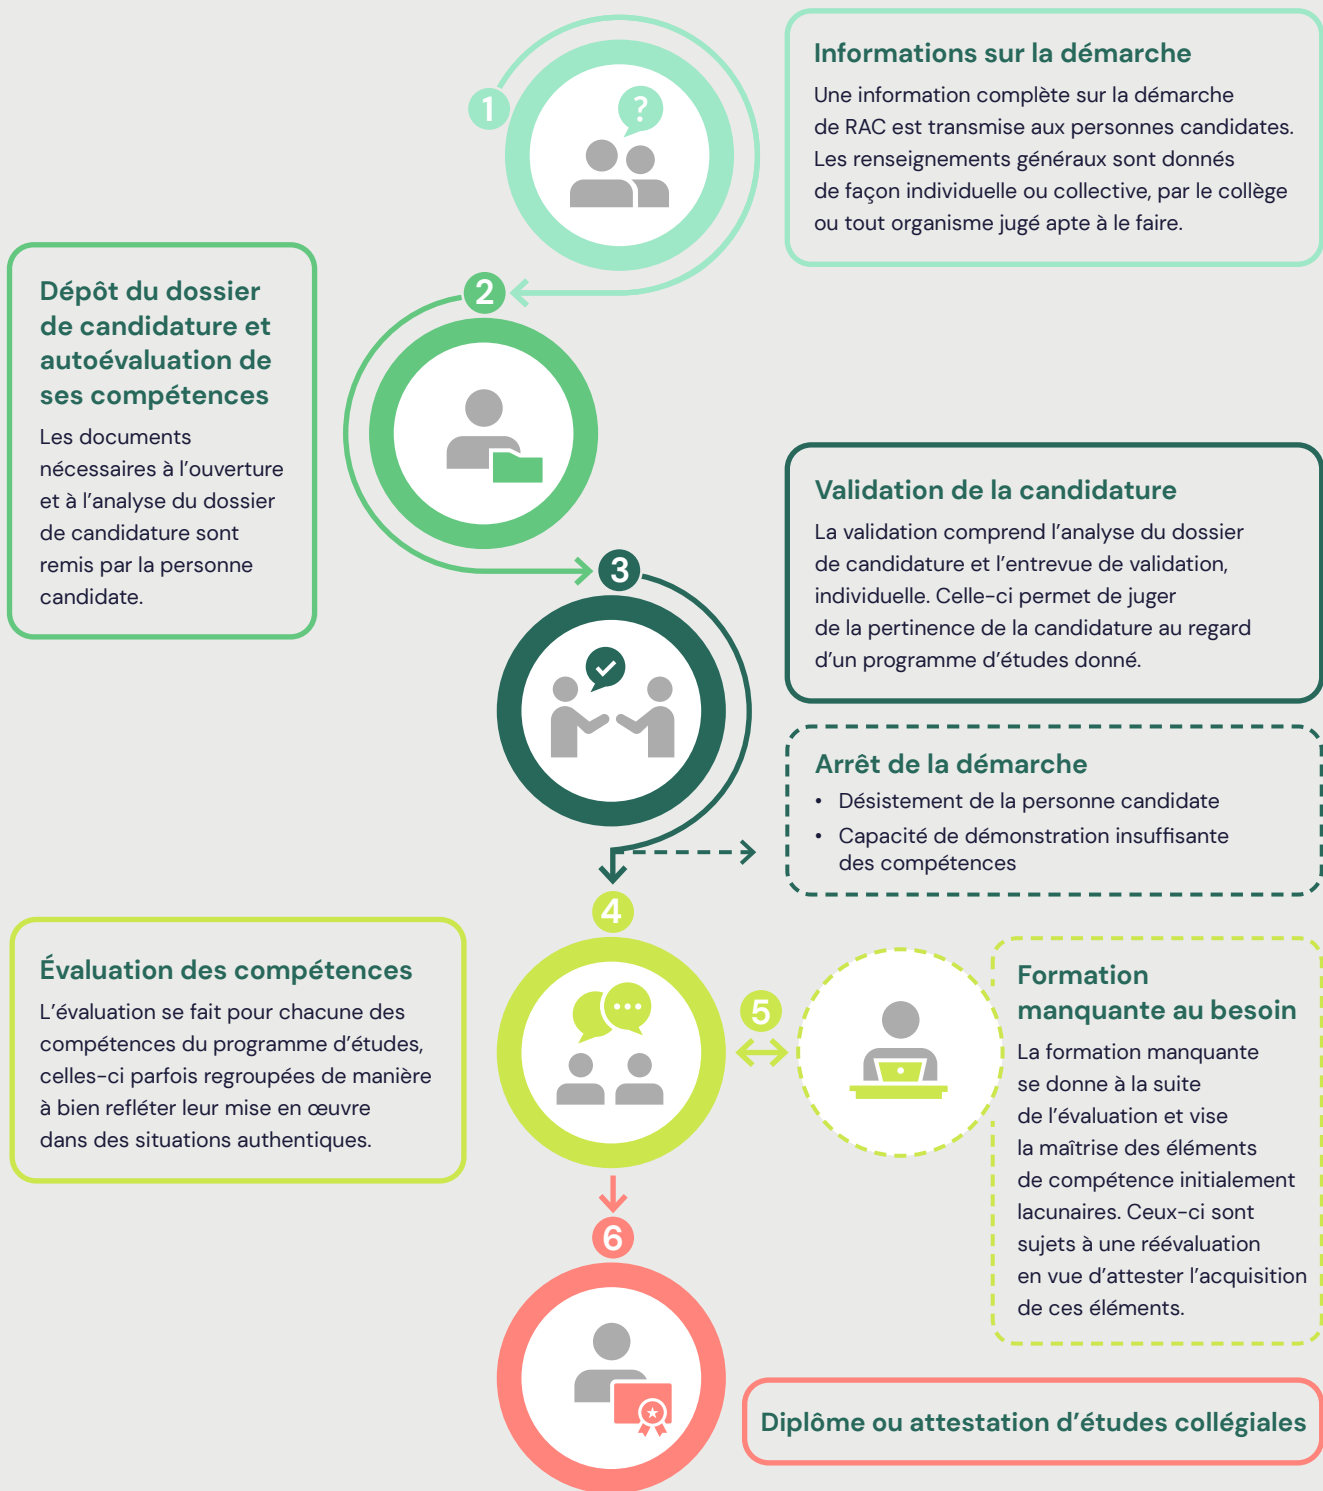 1
?
Informations sur la démarche
Une information complète sur la démarche
de RAC est transmise aux personnes candidates.
Les renseignements généraux sont donnés
de façon individuelle ou collective, par le collège
ou tout organisme jugé apte à le faire.
2
Dépôt du dossier
de candidature et
autoévaluation de
ses compétences
Les documents
nécessaires à l’ouverture
et à l’analyse du dossier
de candidature sont
remis par la personne
candidate.
3
Validation de la candidature
La validation comprend l’analyse du dossier
de candidature et l’entrevue de validation,
individuelle. Celle-ci permet de juger
de la pertinence de la candidature au regard
d’un programme d’études donné.
Arrêt de la démarche
• Désistement de la personne candidate
• Capacité de démonstration insuffisante
des compétences
4
Évaluation des compétences
L’évaluation se fait pour chacune des
compétences du programme d’études,
celles-ci parfois regroupées de manière
à bien refléter leur mise en œuvre
dans des situations authentiques.
5
Formation
manquante au besoin
La formation manquante
se donne à la suite
de l’évaluation et vise
la maîtrise des éléments
de compétence initialement
lacunaires. Ceux-ci sont
sujets à une réévaluation
en vue d’attester l’acquisition
de ces éléments.
6
Diplôme ou attestation d’études collégiales